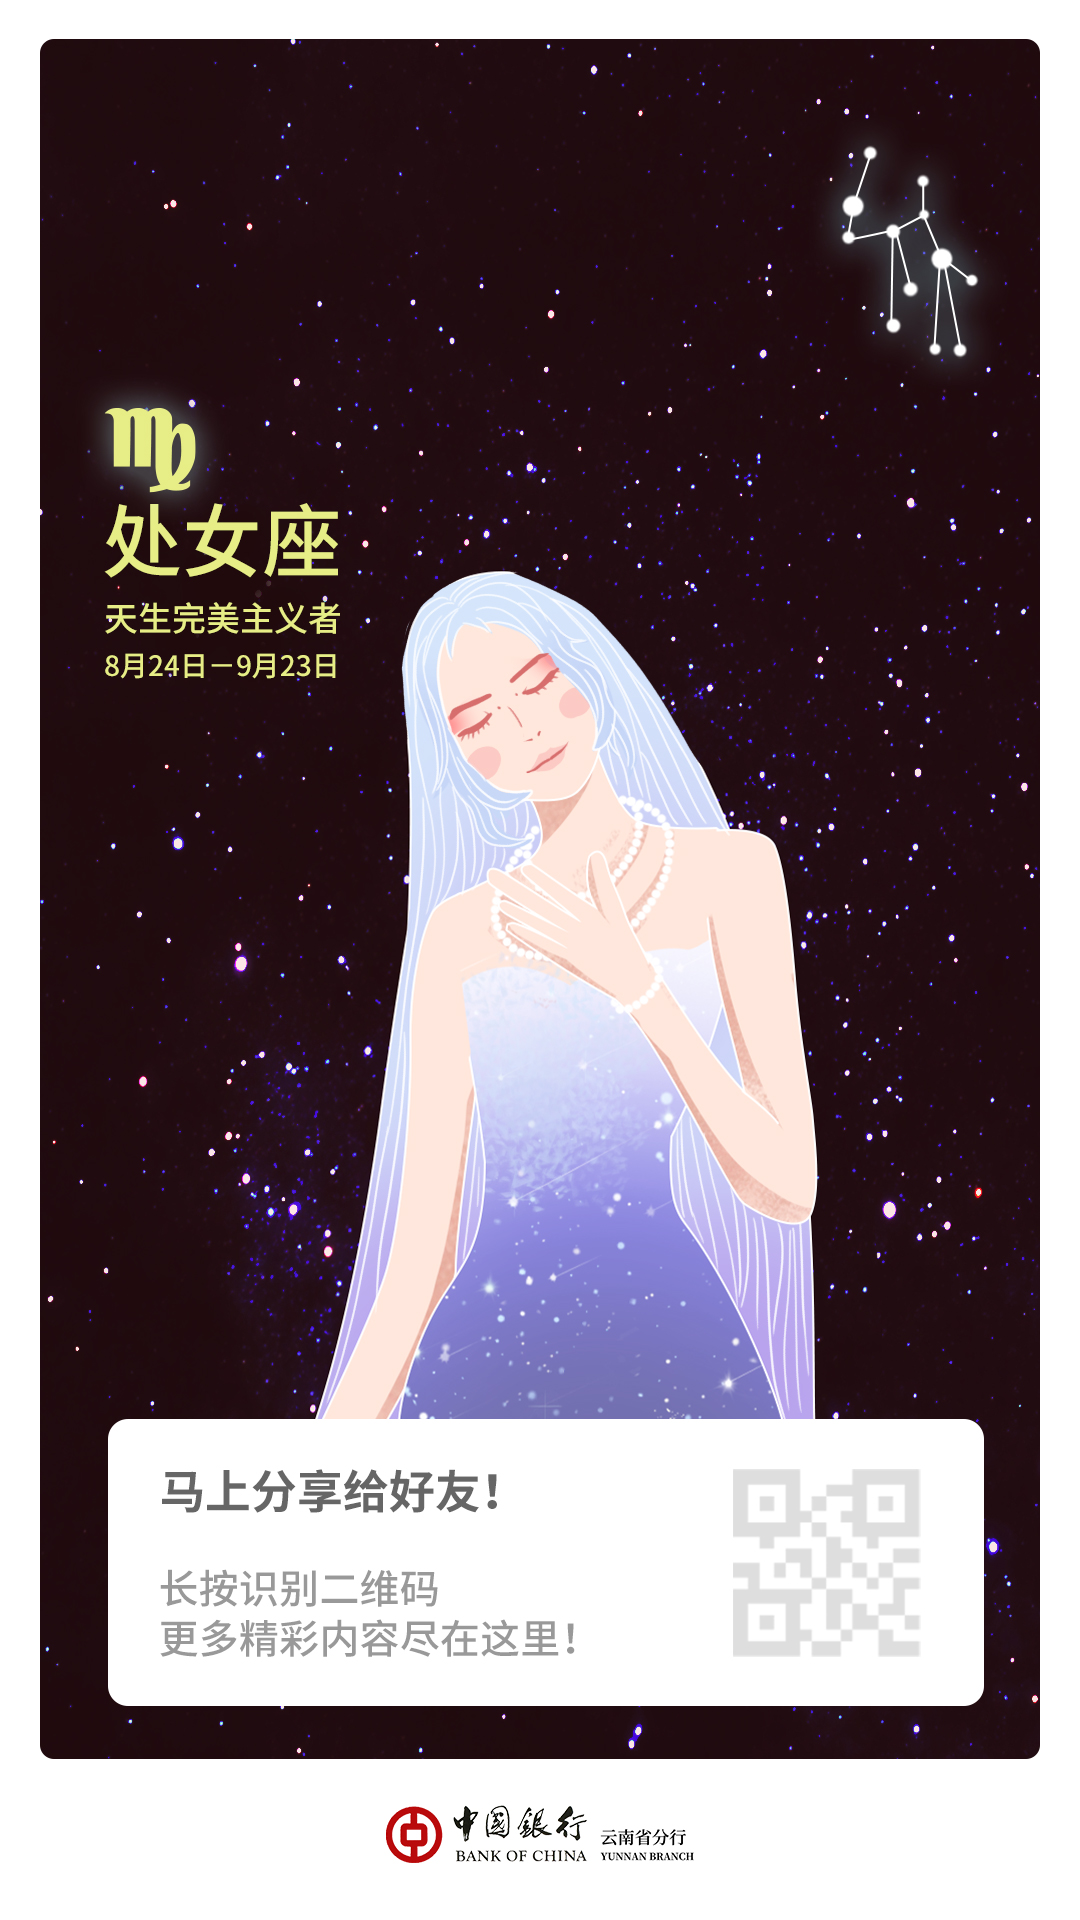 ♍
处女座
天生完美主义者
8月24日－9月23日
马上分享给好友！
长按识别二维码
更多精彩内容尽在这里！
中国銀行
BANK OF CHINA
云南省分行
YUNNAN BRANCH